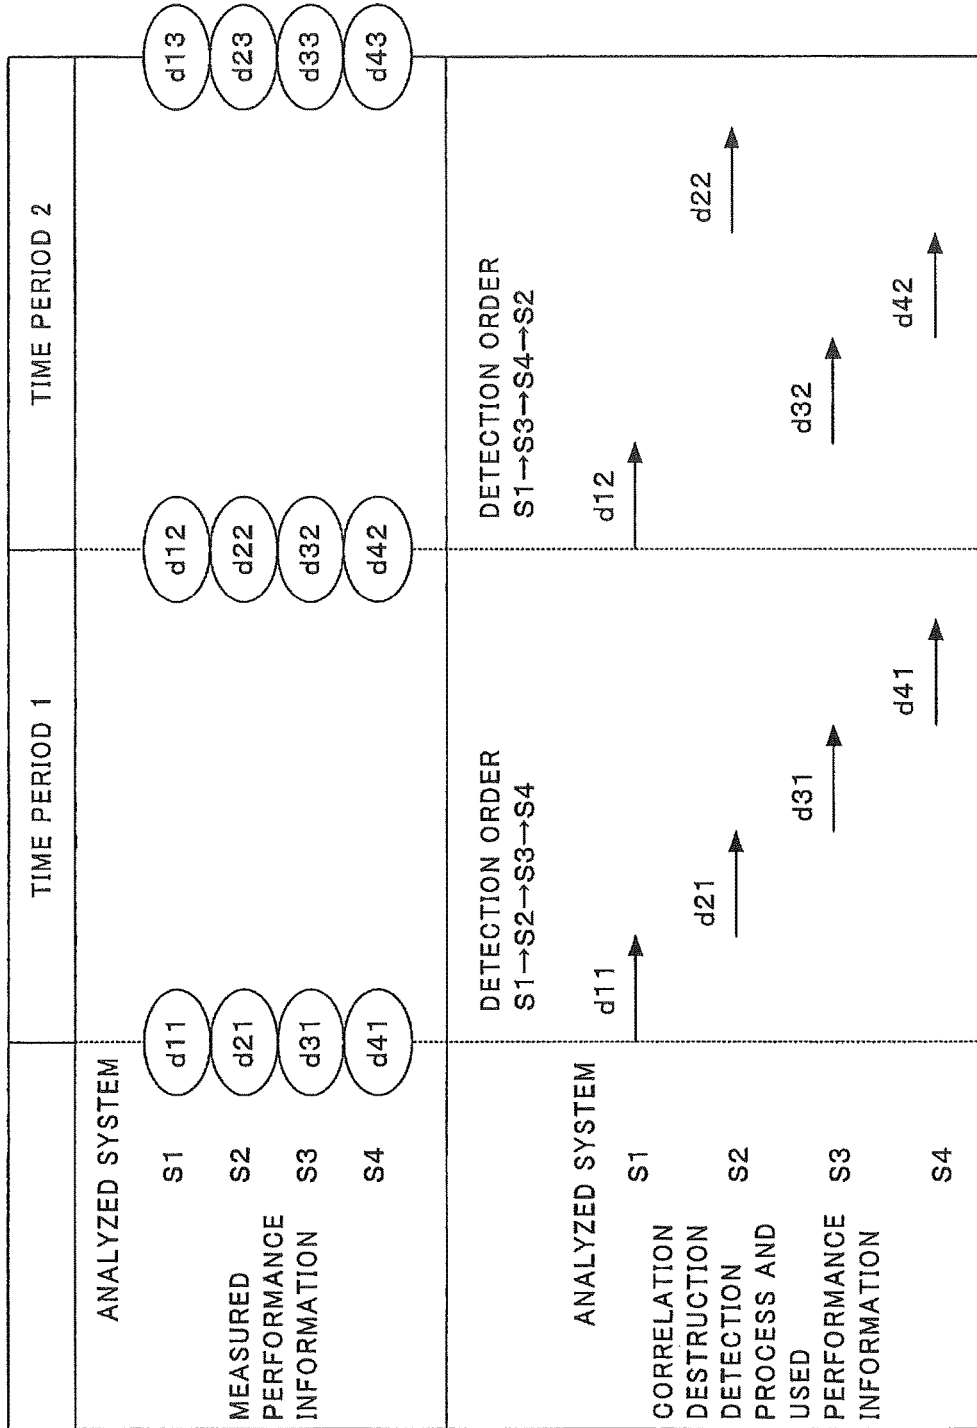 TIME PERIOD 1
TIME PERIOD 2
ANALYZED SYSTEM
MEASURED
PERFORMANCE
INFORMATION
S1
d11
d12
d13
S2
d21
d22
d23
S3
d31
d32
d33
S4
d41
d42
d43
DETECTION ORDER
S1→S2→S3→S4
DETECTION ORDER
S1→S3→S4→S2
ANALYZED SYSTEM
CORRELATION
DESTRUCTION
DETECTION
PROCESS AND
USED
PERFORMANCE
INFORMATION
S1
d11
d12
S2
d21
d22
S3
d31
d32
S4
d41
d42